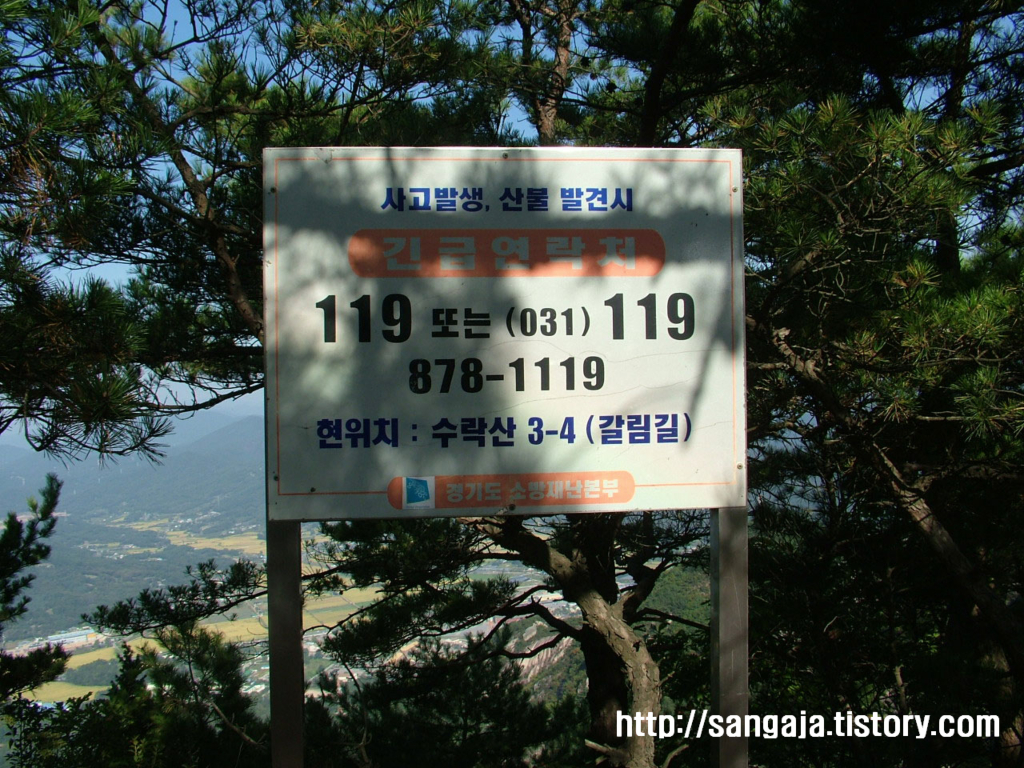 사고발생, 산불 발견시
긴급연락처
119 또는 (031) 119
878-1119
현위치 : 수락산 3-4 (갈림길)
경기도 소방재난본부
http://sangaja.tistory.com